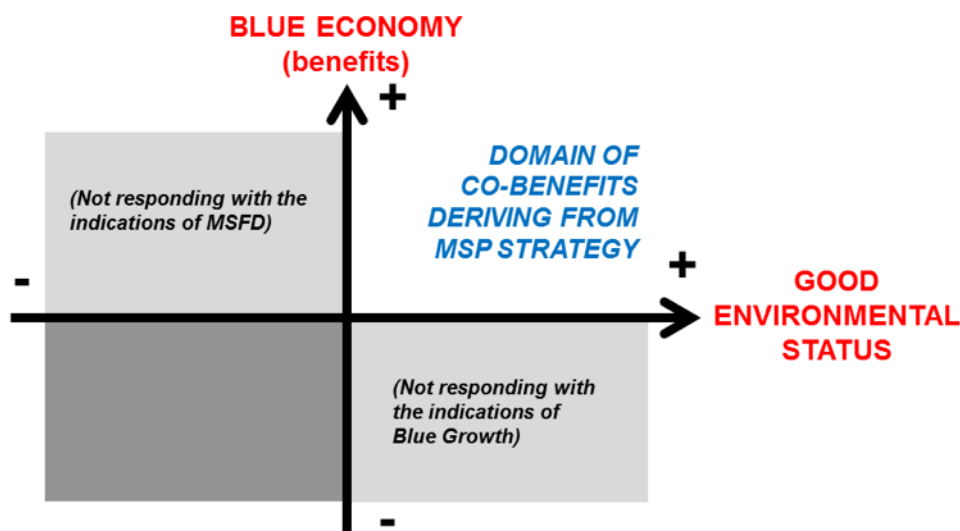 BLUE ECONOMY
(benefits)
+
DOMAIN OF
CO-BENEFITS
DERIVING FROM
MSP STRATEGY
(Not responding with the
indications of MSFD)
-
+
GOOD
ENVIRONMENTAL
STATUS
(Not responding with
the indications of
Blue Growth)
-